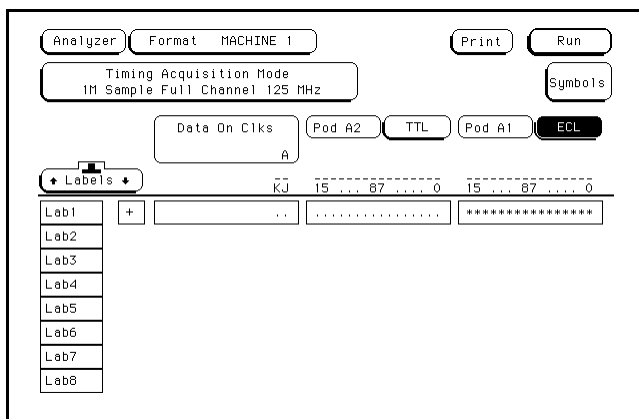 Analyzer Format MACHINE 1 Print Run
Timing Acquisition Mode
1M Sample Full Channel 125 MHz
Symbols
Data On Clks Pod A2 TTL Pod A1 ECL
A
Labels
KJ 15 ... 87 .... 0 15 ... 87 .... 0
Lab1 + .. ................ ****************
Lab2
Lab3
Lab4
Lab5
Lab6
Lab7
Lab8